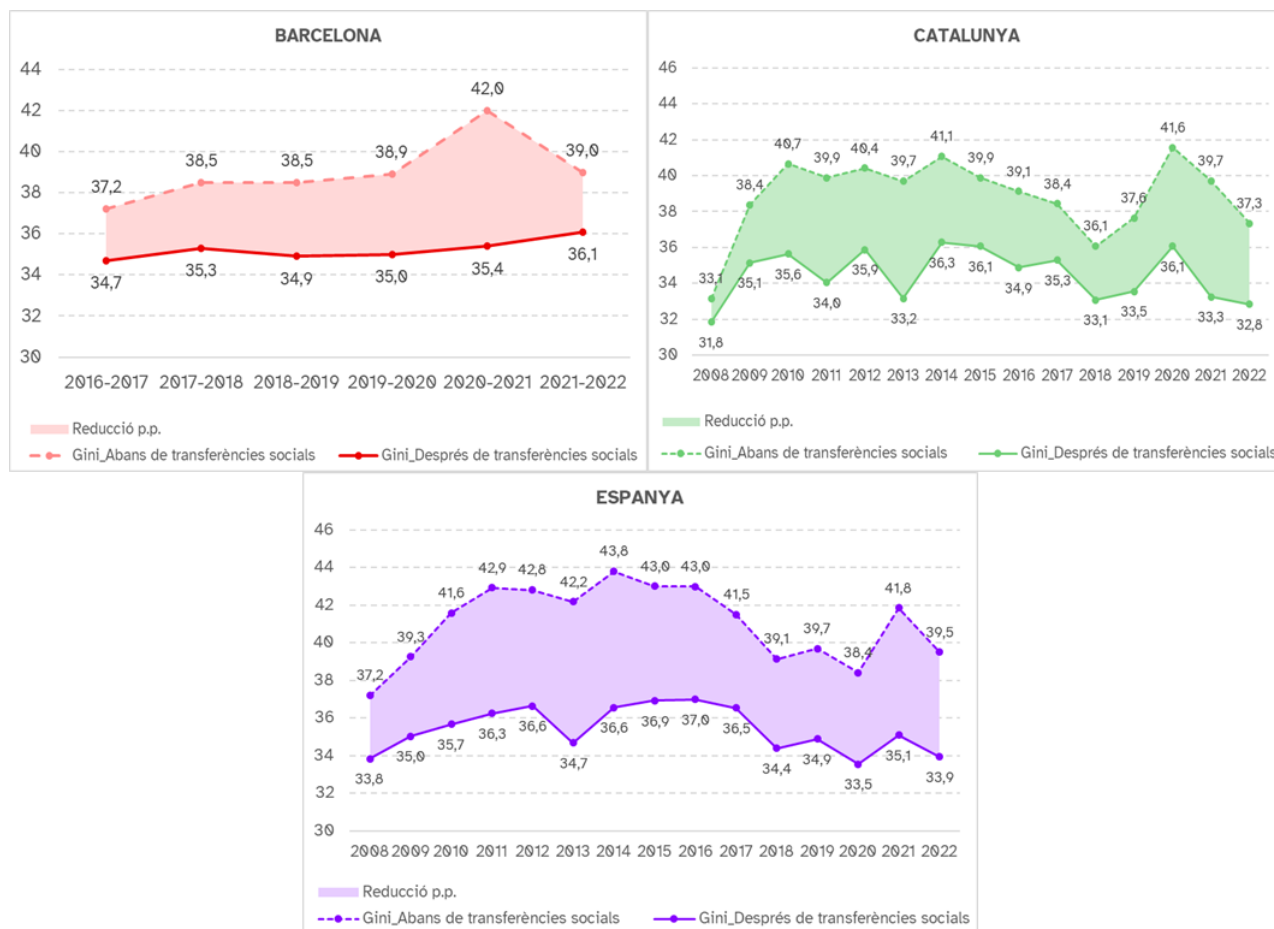 BARCELONA
44
42
40
38
36
34
32
30
42,0
38,5
38,5
38,9
39,0
37,2
34,7
35,3
34,9
35,0
35,4
36,1
2016-2017 2017-2018 2018-2019 2019-2020 2020-2021 2021-2022
Reducció p.p.
Gini_Abans de transferències socials Gini_Després de transferències socials
CATALUNYA
46
44
42
40
38
36
34
32
30
33,1 38,4 40,7 39,9 40,4 39,7 41,1 39,9 39,1 38,4 36,1 37,6 41,6 39,7 37,3
31,8 35,1 35,6 34,0 35,9 33,2 36,3 36,1 34,9 35,3 33,1 33,5 36,1 33,3 32,8
2008 2009 2010 2011 2012 2013 2014 2015 2016 2017 2018 2019 2020 2021 2022
Reducció p.p.
Gini_Abans de transferències socials Gini_Després de transferències socials
ESPANYA
46
44
42
40
38
36
34
32
30
37,2 39,3 41,6 42,9 42,8 42,2 43,8 43,0 43,0 41,5 39,1 39,7 38,4 41,8 39,5
33,8 35,0 35,7 36,3 36,6 34,7 36,6 36,9 37,0 36,5 34,4 34,9 33,5 35,1 33,9
2008 2009 2010 2011 2012 2013 2014 2015 2016 2017 2018 2019 2020 2021 2022
Reducció p.p.
Gini_Abans de transferències socials Gini_Després de transferències socials